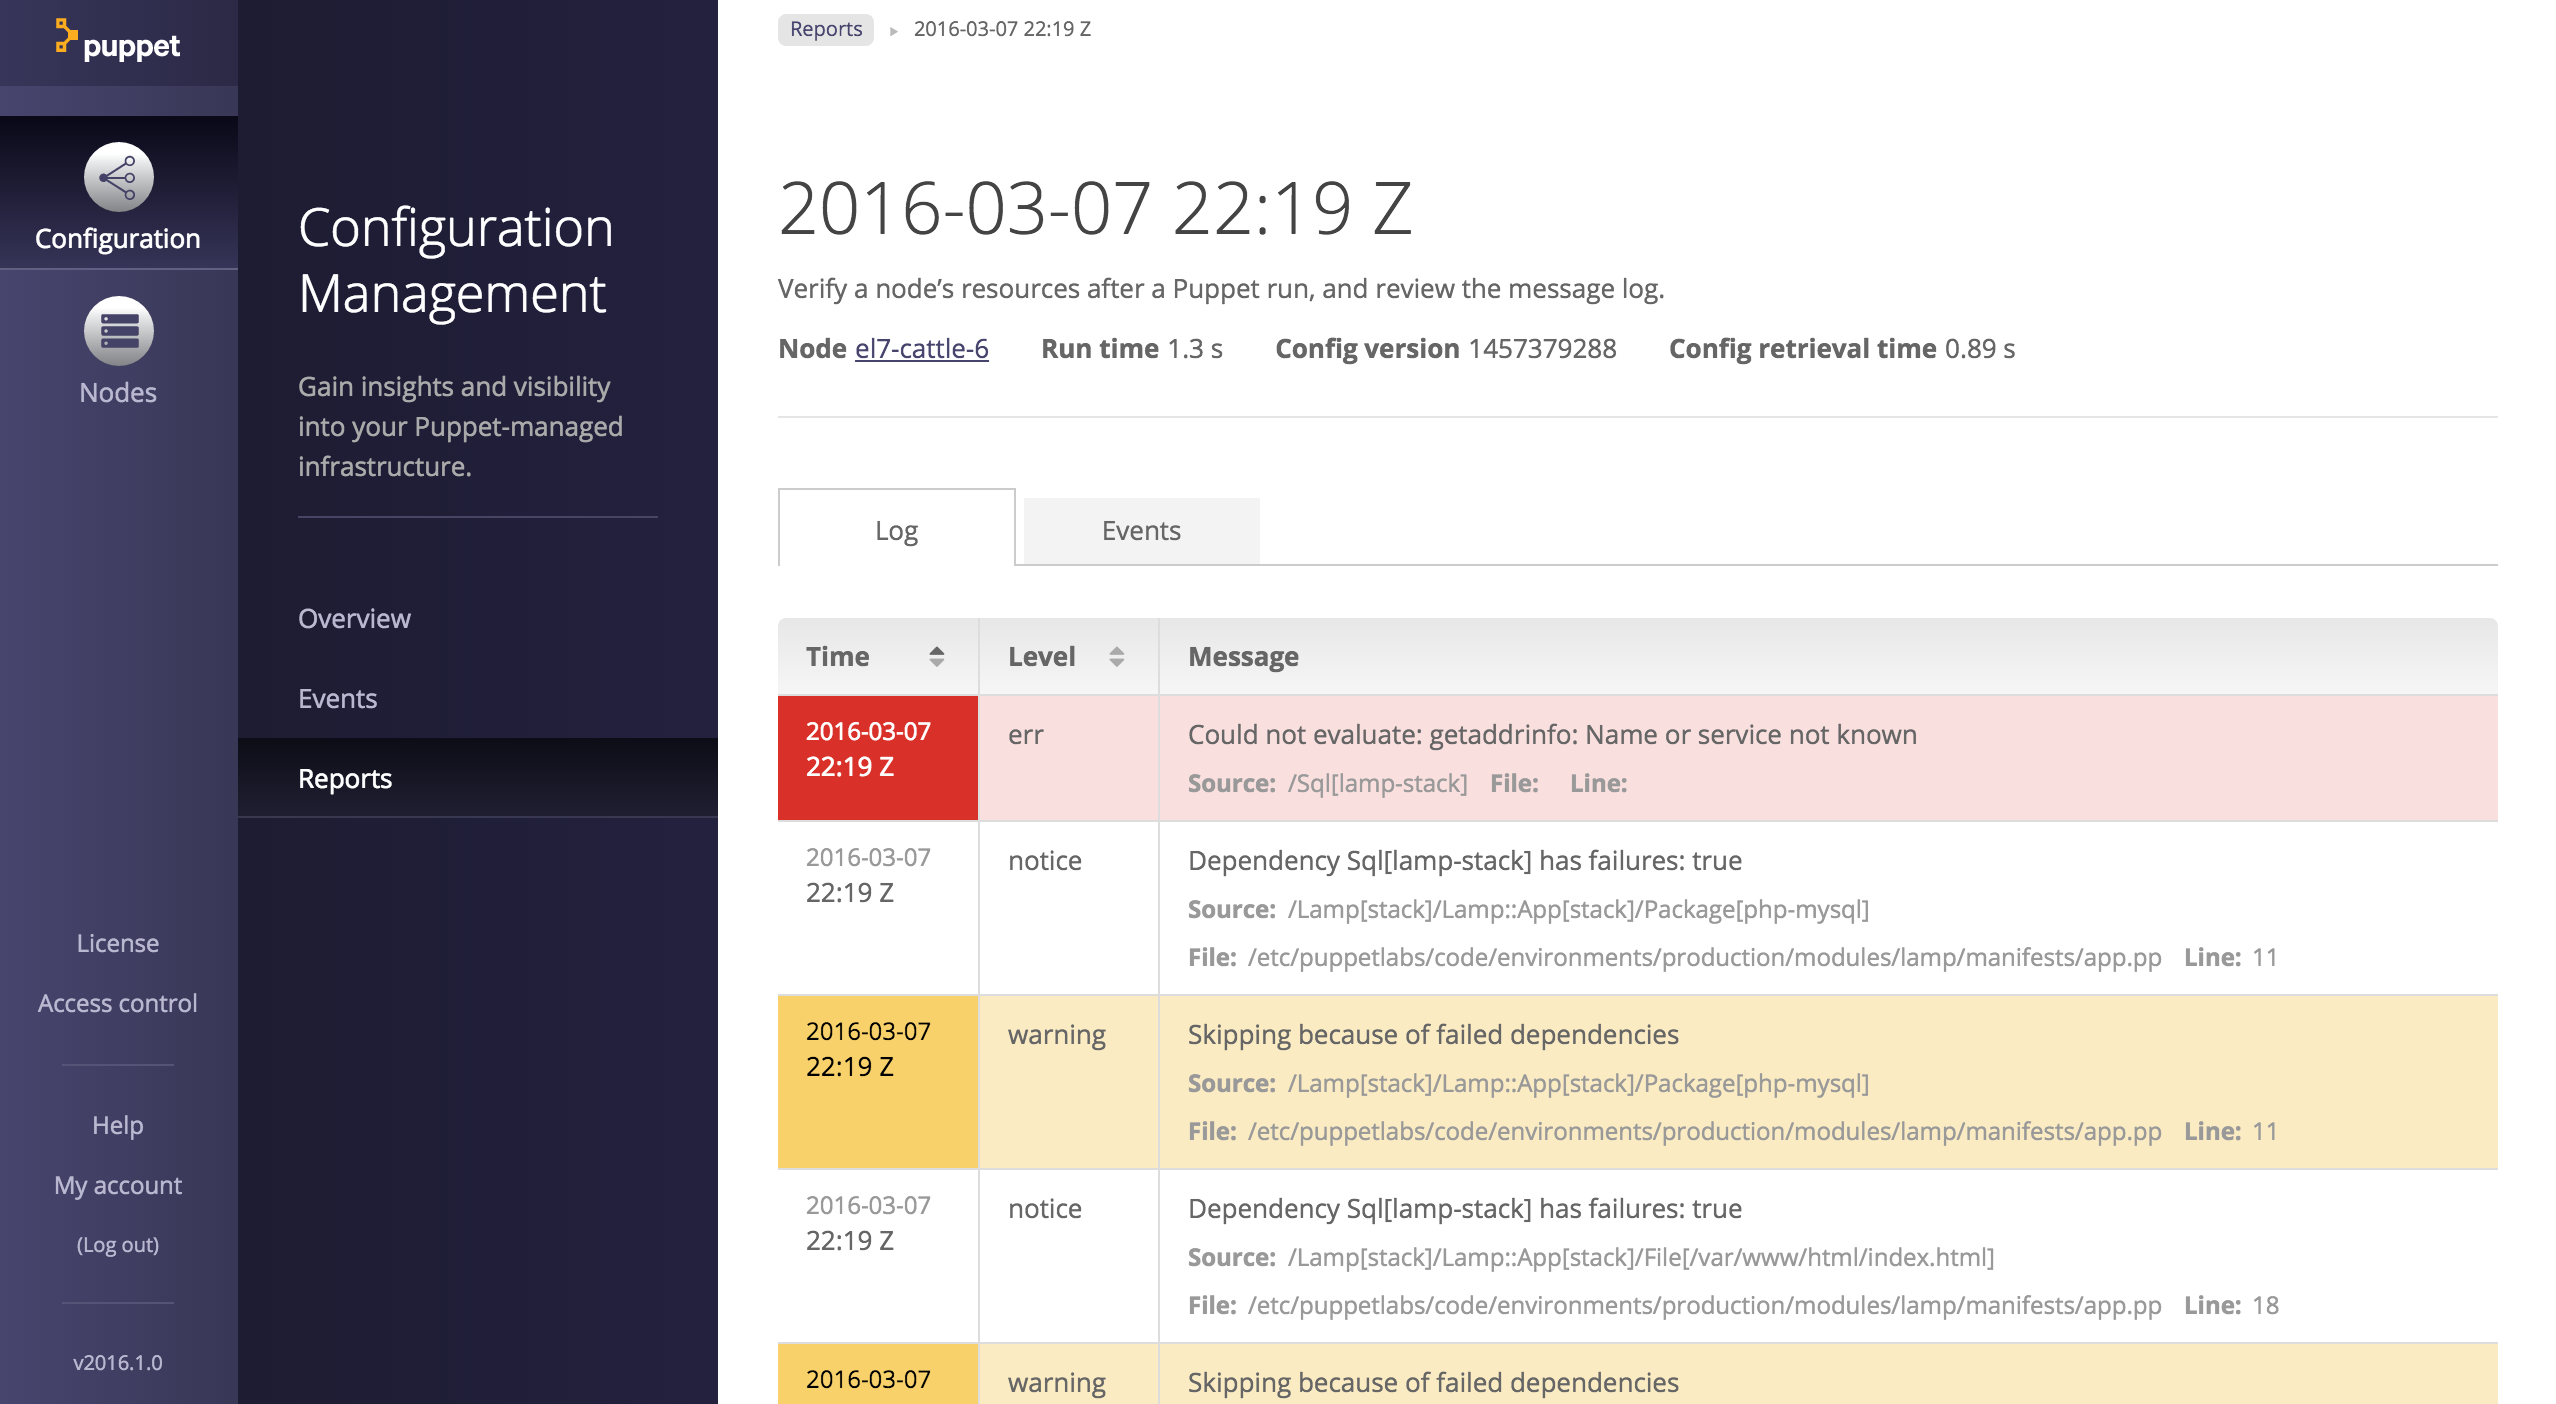 puppet
Configuration
Nodes
License
Access control
Help
My account
(Log out)
v2016.1.0
Configuration
Management
Gain insights and visibility
into your Puppet-managed
infrastructure.
Overview
Events
Reports
Reports 2016-03-07 22:19 Z
2016-03-07 22:19 Z
Verify a node’s resources after a Puppet run, and review the message log.
Node el7-cattle-6 Run time 1.3 s Config version 1457379288 Config retrieval time 0.89 s
Log Events
Time Level Message
2016-03-07 22:19 Z err Could not evaluate: getaddrinfo: Name or service not known
Source: /Sql[lamp-stack] File: Line:
2016-03-07 22:19 Z notice Dependency Sql[lamp-stack] has failures: true
Source: /Lamp[stack]/Lamp::App[stack]/Package[php-mysql]
File: /etc/puppetlabs/code/environments/production/modules/lamp/manifests/app.pp Line: 11
2016-03-07 22:19 Z warning Skipping because of failed dependencies
Source: /Lamp[stack]/Lamp::App[stack]/Package[php-mysql]
File: /etc/puppetlabs/code/environments/production/modules/lamp/manifests/app.pp Line: 11
2016-03-07 22:19 Z notice Dependency Sql[lamp-stack] has failures: true
Source: /Lamp[stack]/Lamp::App[stack]/File[/var/www/html/index.html]
File: /etc/puppetlabs/code/environments/production/modules/lamp/manifests/app.pp Line: 18
2016-03-07 warning Skipping because of failed dependencies